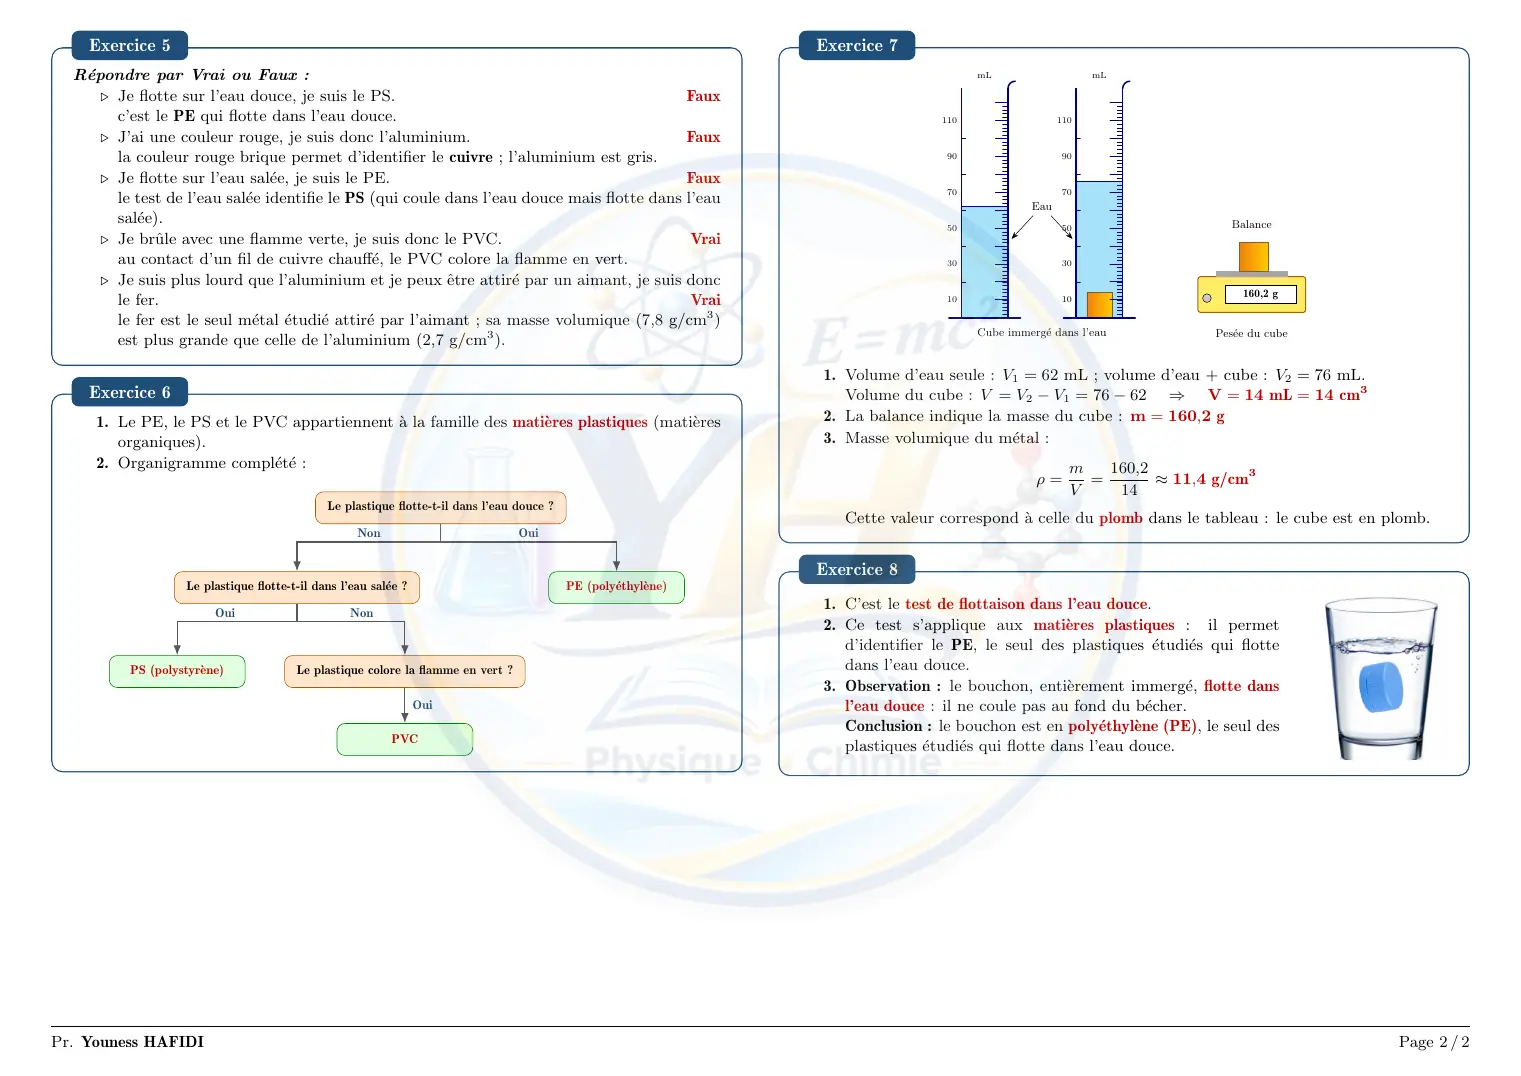 Exercice 5
Répondre par Vrai ou Faux :
▷ Je flotte sur l'eau douce, je suis le PS. Faux
c'est le PE qui flotte dans l'eau douce.
▷ J'ai une couleur rouge, je suis donc l'aluminium. Faux
la couleur rouge brique permet d'identifier le cuivre ; l'aluminium est gris.
▷ Je flotte sur l'eau salée, je suis le PE. Faux
le test de l'eau salée identifie le PS (qui coule dans l'eau douce mais flotte dans l'eau
salée).
▷ Je brûle avec une flamme verte, je suis donc le PVC. Vrai
au contact d'un fil de cuivre chauffé, le PVC colore la flamme en vert.
▷ Je suis plus lourd que l'aluminium et je peux être attiré par un aimant, je suis donc
le fer. Vrai
le fer est le seul métal étudié attiré par l'aimant ; sa masse volumique (7,8 g/cm³)
est plus grande que celle de l'aluminium (2,7 g/cm³).
Exercice 6
1. Le PE, le PS et le PVC appartiennent à la famille des matières plastiques (matières
organiques).
2. Organigramme complété :
Le plastique flotte-t-il dans l'eau douce ?
Non Oui
Le plastique flotte-t-il dans l'eau salée ? PE (polyéthylène)
Oui Non
PS (polystyrène) Le plastique colore la flamme en vert ?
Oui
PVC
Exercice 7
mL mL
110 110
90 90
70 70
Eau
50 50
30 30
10 10
Balance
160,2 g
Cube immergé dans l'eau Pesée du cube
1. Volume d'eau seule : V₁ = 62 mL ; volume d'eau + cube : V₂ = 76 mL.
Volume du cube : V = V₂ − V₁ = 76 − 62 ⇒ V = 14 mL = 14 cm³
2. La balance indique la masse du cube : m = 160,2 g
3. Masse volumique du métal :
ρ = m/V = 160,2/14 ≈ 11,4 g/cm³
Cette valeur correspond à celle du plomb dans le tableau : le cube est en plomb.
Exercice 8
1. C'est le test de flottaison dans l'eau douce.
2. Ce test s'applique aux matières plastiques : il permet
d'identifier le PE, le seul des plastiques étudiés qui flotte
dans l'eau douce.
3. Observation : le bouchon, entièrement immergé, flotte dans
l'eau douce : il ne coule pas au fond du bécher.
Conclusion : le bouchon est en polyéthylène (PE), le seul des
plastiques étudiés qui flotte dans l'eau douce.
E=mc²
YH
Physique • Chimie
Pr. Youness HAFIDI Page 2 / 2